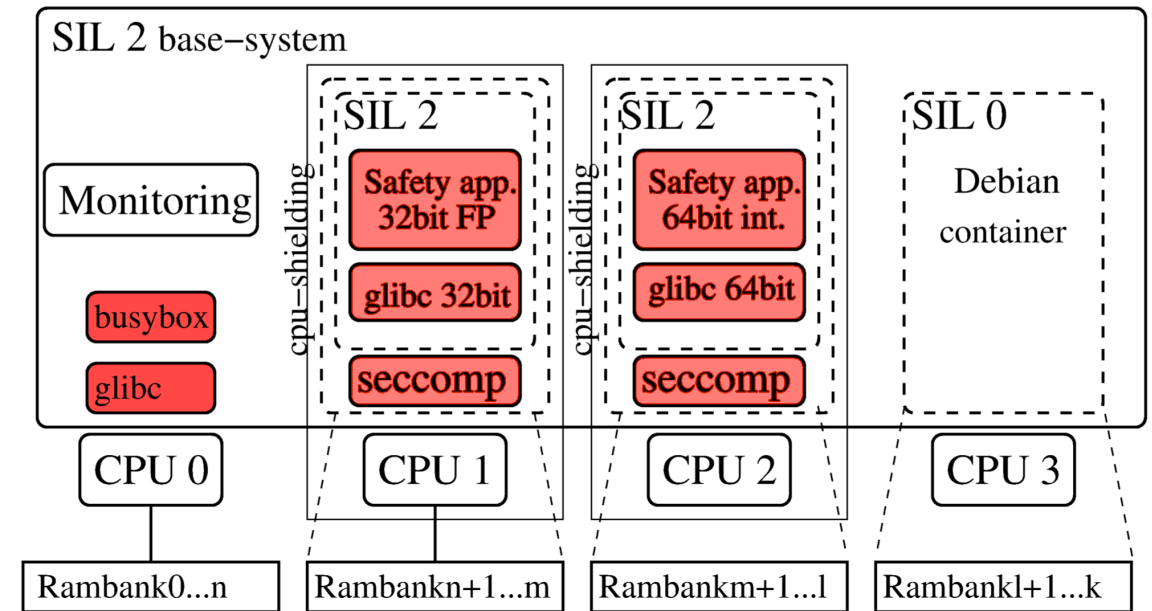 SIL 2 base-system
Monitoring
busybox
glibc
cpu-shielding
SIL 2
Safety app.
32bit FP
glibc 32bit
seccomp
cpu-shielding
SIL 2
Safety app.
64bit int.
glibc 64bit
seccomp
SIL 0
Debian
container
CPU 0
CPU 1
CPU 2
CPU 3
Rambank0...n
Rambankn+1...m
Rambankm+1...l
Rambankl+1...k